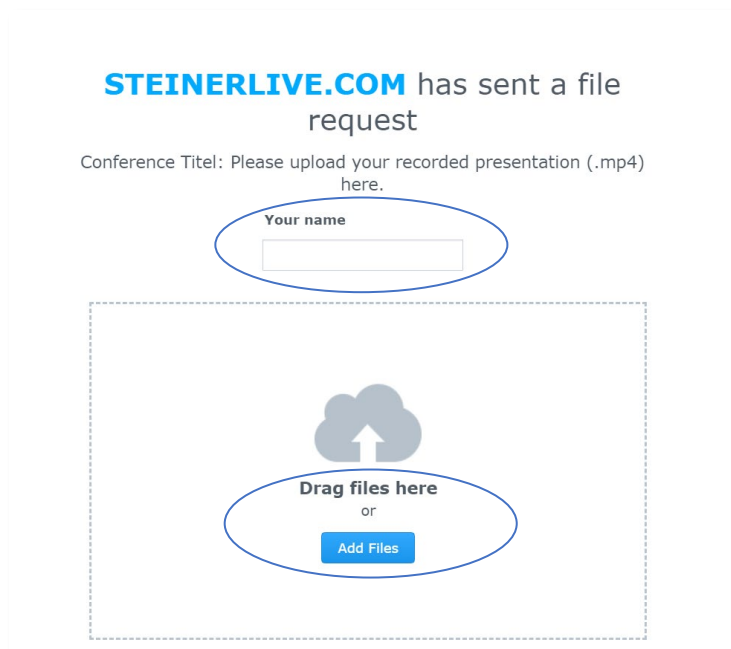 STEINERLIVE.COM has sent a file
request
Conference Titel: Please upload your recorded presentation (.mp4)
here.
Your name
Drag files here
or
Add Files